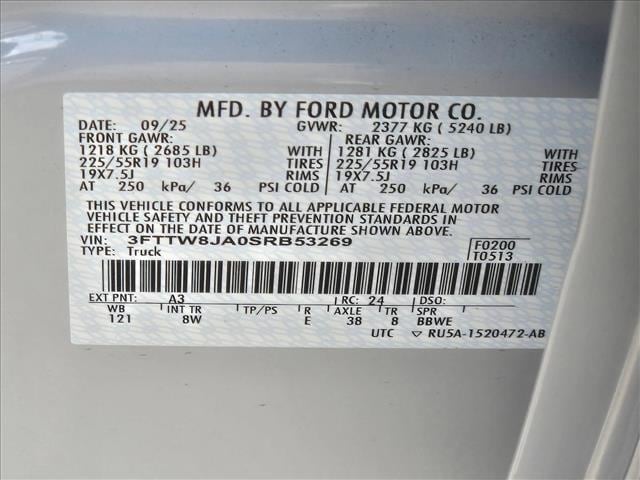 MFD. BY FORD MOTOR CO.
DATE: 09/25 GVWR: 2377 KG ( 5240 LB)
FRONT GAWR: REAR GAWR:
1218 KG ( 2685 LB) WITH 1281 KG ( 2825 LB) WITH
225/55R19 103H TIRES 225/55R19 103H TIRES
19X7.5J RIMS 19X7.5J RIMS
AT 250 kPa/ 36 PSI COLD AT 250 kPa/ 36 PSI COLD
THIS VEHICLE CONFORMS TO ALL APPLICABLE FEDERAL MOTOR
VEHICLE SAFETY AND THEFT PREVENTION STANDARDS IN
EFFECT ON THE DATE OF MANUFACTURE SHOWN ABOVE.
VIN: 3FTTW8JA0SRB53269 F0200
TYPE: Truck T0513
EXT PNT: A3 RC: 24 DSO:
WB INT TR TP/PS R AXLE TR SPR
121 8W E 38 8 BBWE
UTC ▽ RU5A-1520472-AB